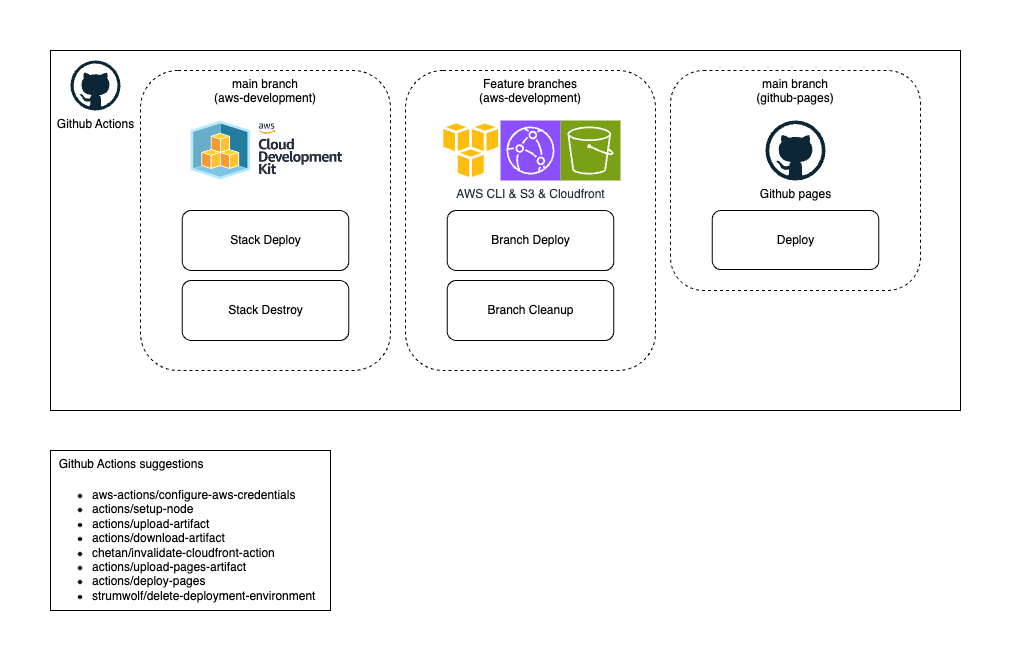 Github Actions
main branch
(aws-development)
aws
Cloud
Development
Kit
Stack Deploy
Stack Destroy
Feature branches
(aws-development)
AWS CLI & S3 & Cloudfront
Branch Deploy
Branch Cleanup
main branch
(github-pages)
Github pages
Deploy
Github Actions suggestions
• aws-actions/configure-aws-credentials
• actions/setup-node
• actions/upload-artifact
• actions/download-artifact
• chetan/invalidate-cloudfront-action
• actions/upload-pages-artifact
• actions/deploy-pages
• strumwolf/delete-deployment-environment